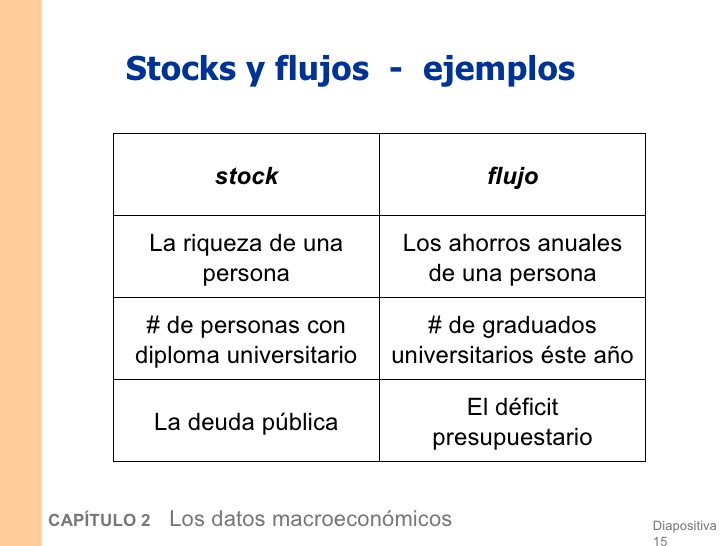 Stocks y flujos - ejemplos
stock
flujo
La riqueza de una
persona
Los ahorros anuales
de una persona
# de personas con
diploma universitario
# de graduados
universitarios éste año
La deuda pública
El déficit
presupuestario
CAPÍTULO 2 Los datos macroeconómicos
Diapositiva
15